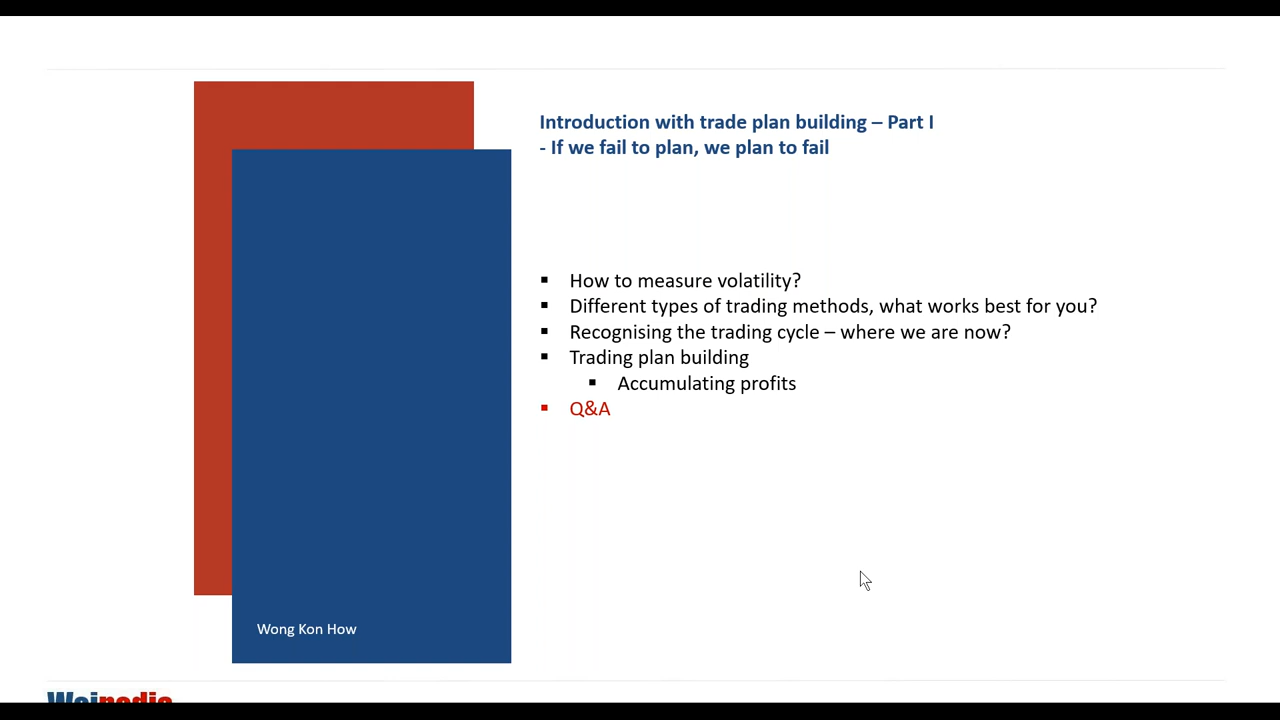 Introduction with trade plan building – Part I
- If we fail to plan, we plan to fail
▪ How to measure volatility?
▪ Different types of trading methods, what works best for you?
▪ Recognising the trading cycle – where we are now?
▪ Trading plan building
▪ Accumulating profits
▪ Q&A
Wong Kon How